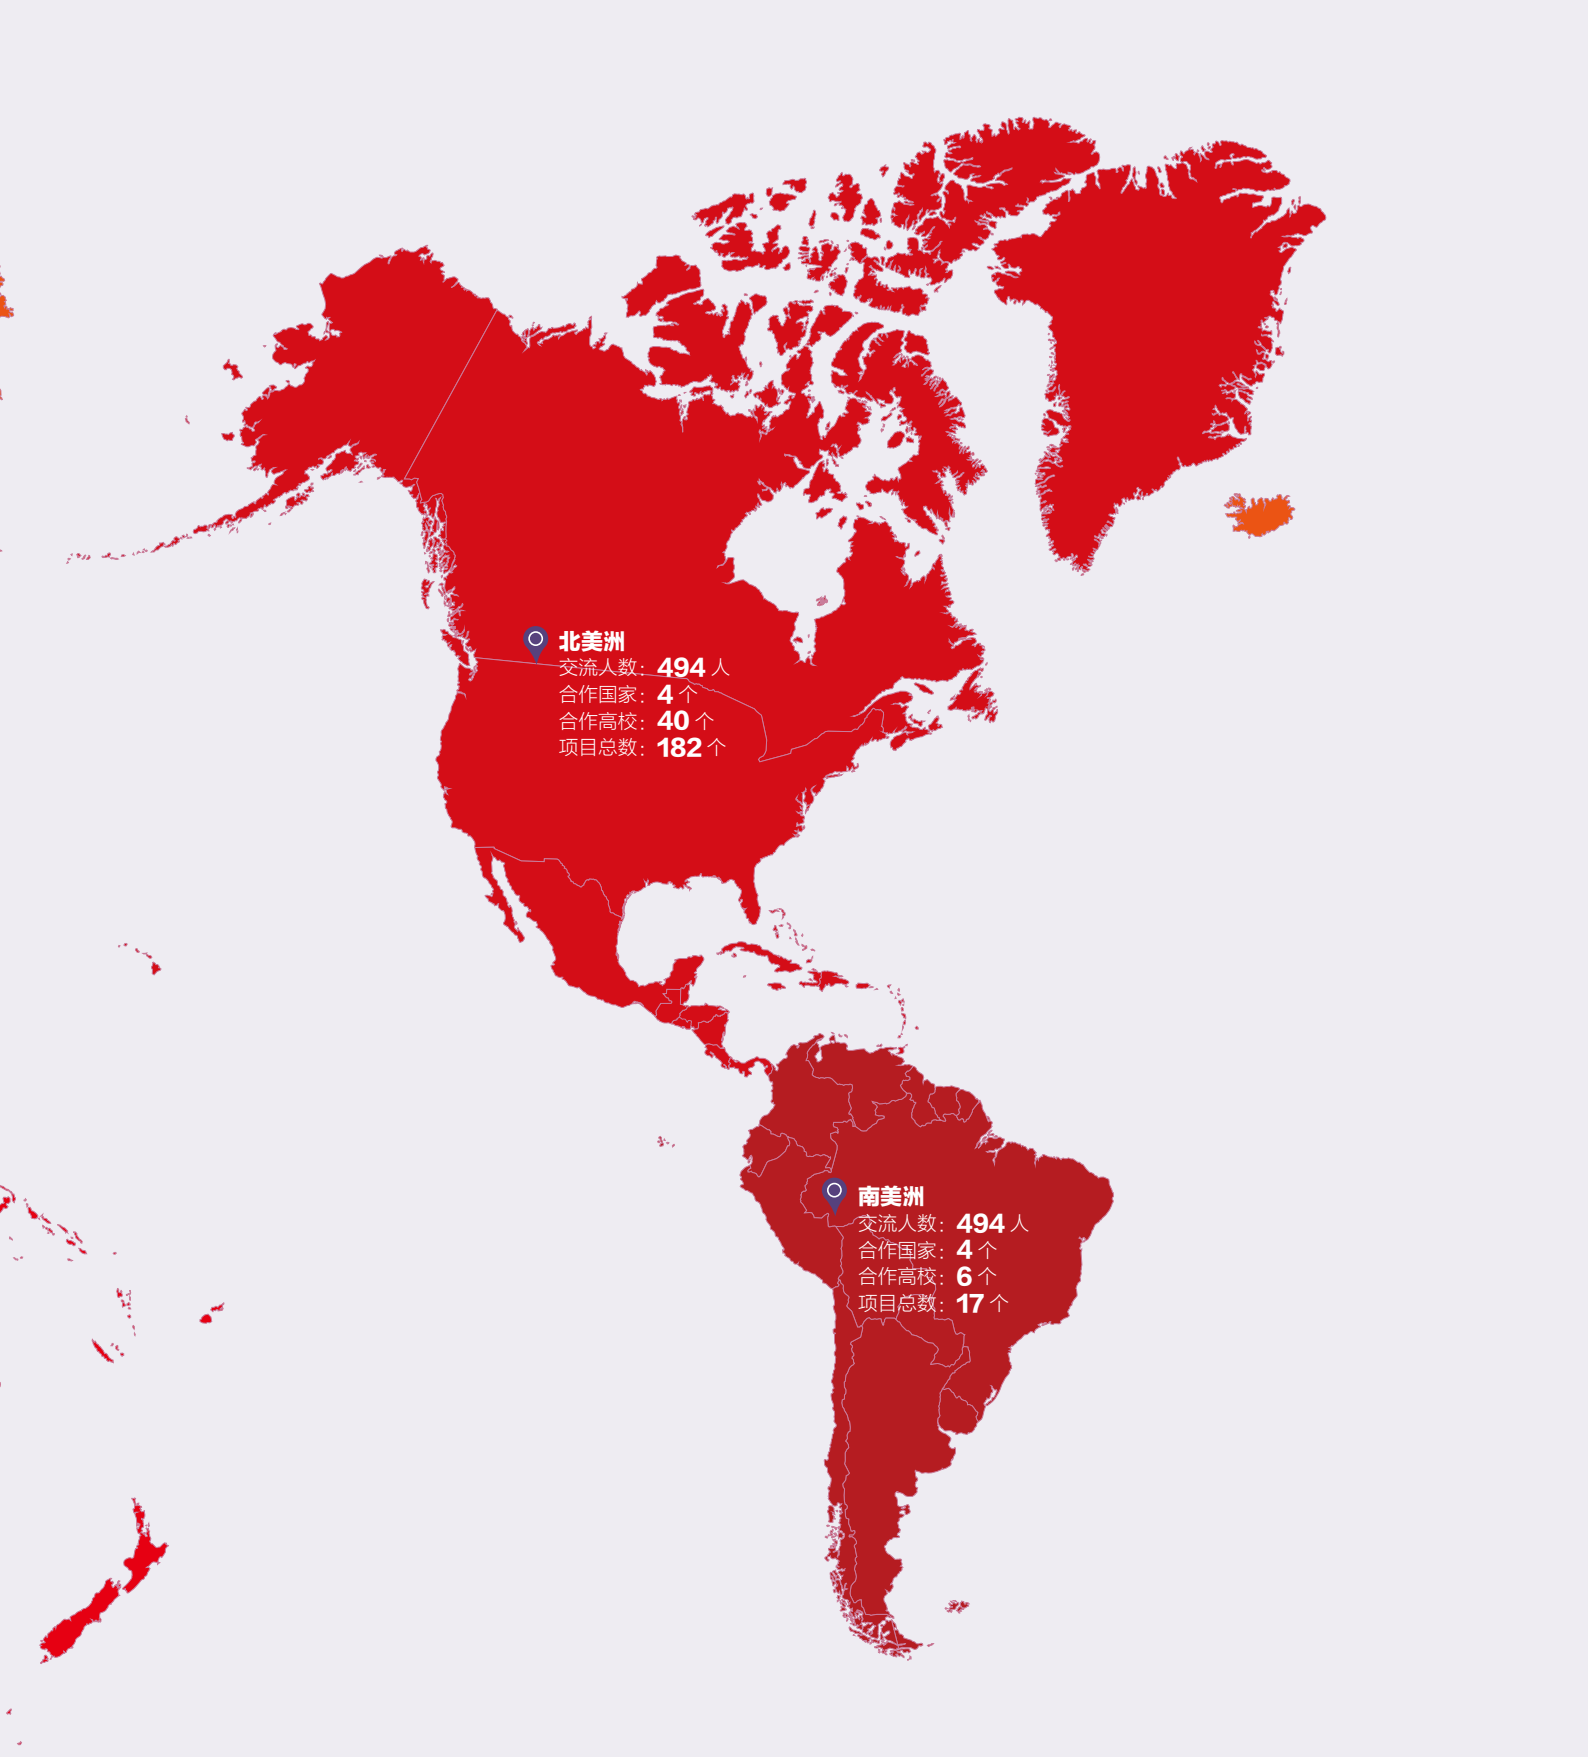 北美洲
交流人数：494 人
合作国家：4 个
合作高校：40 个
项目总数：182 个
南美洲
交流人数：494 人
合作国家：4 个
合作高校：6 个
项目总数：17 个